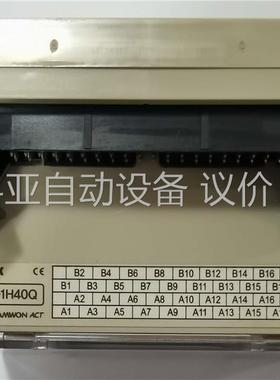 亚自动设备 议价
1H40Q
CE
AMWON ACT
B2 B4 B6 B8 B10 B12 B14 B16
B1 B3 B5 B7 B9 B11 B13 B15
A2 A4 A6 A8 A10 A12 A14 A16
A1 A3 A5 A7 A9 A11 A13 A15